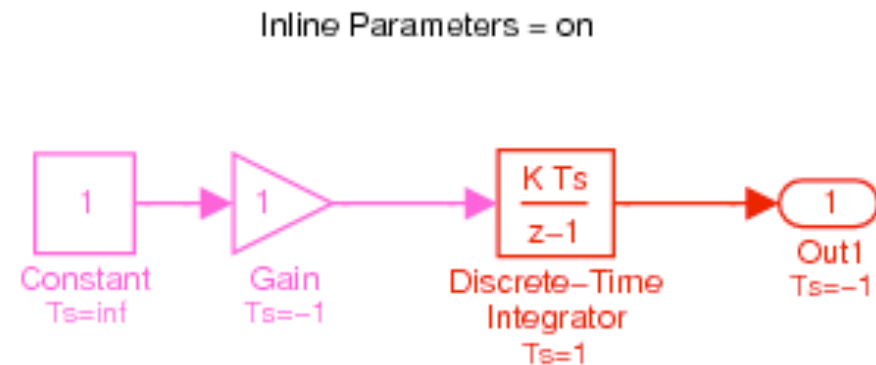 Inline Parameters = on
1
1
K Ts
z–1
1
Constant
Ts=inf
Gain
Ts=–1
Discrete–Time
Integrator
Ts=1
Out1
Ts=–1